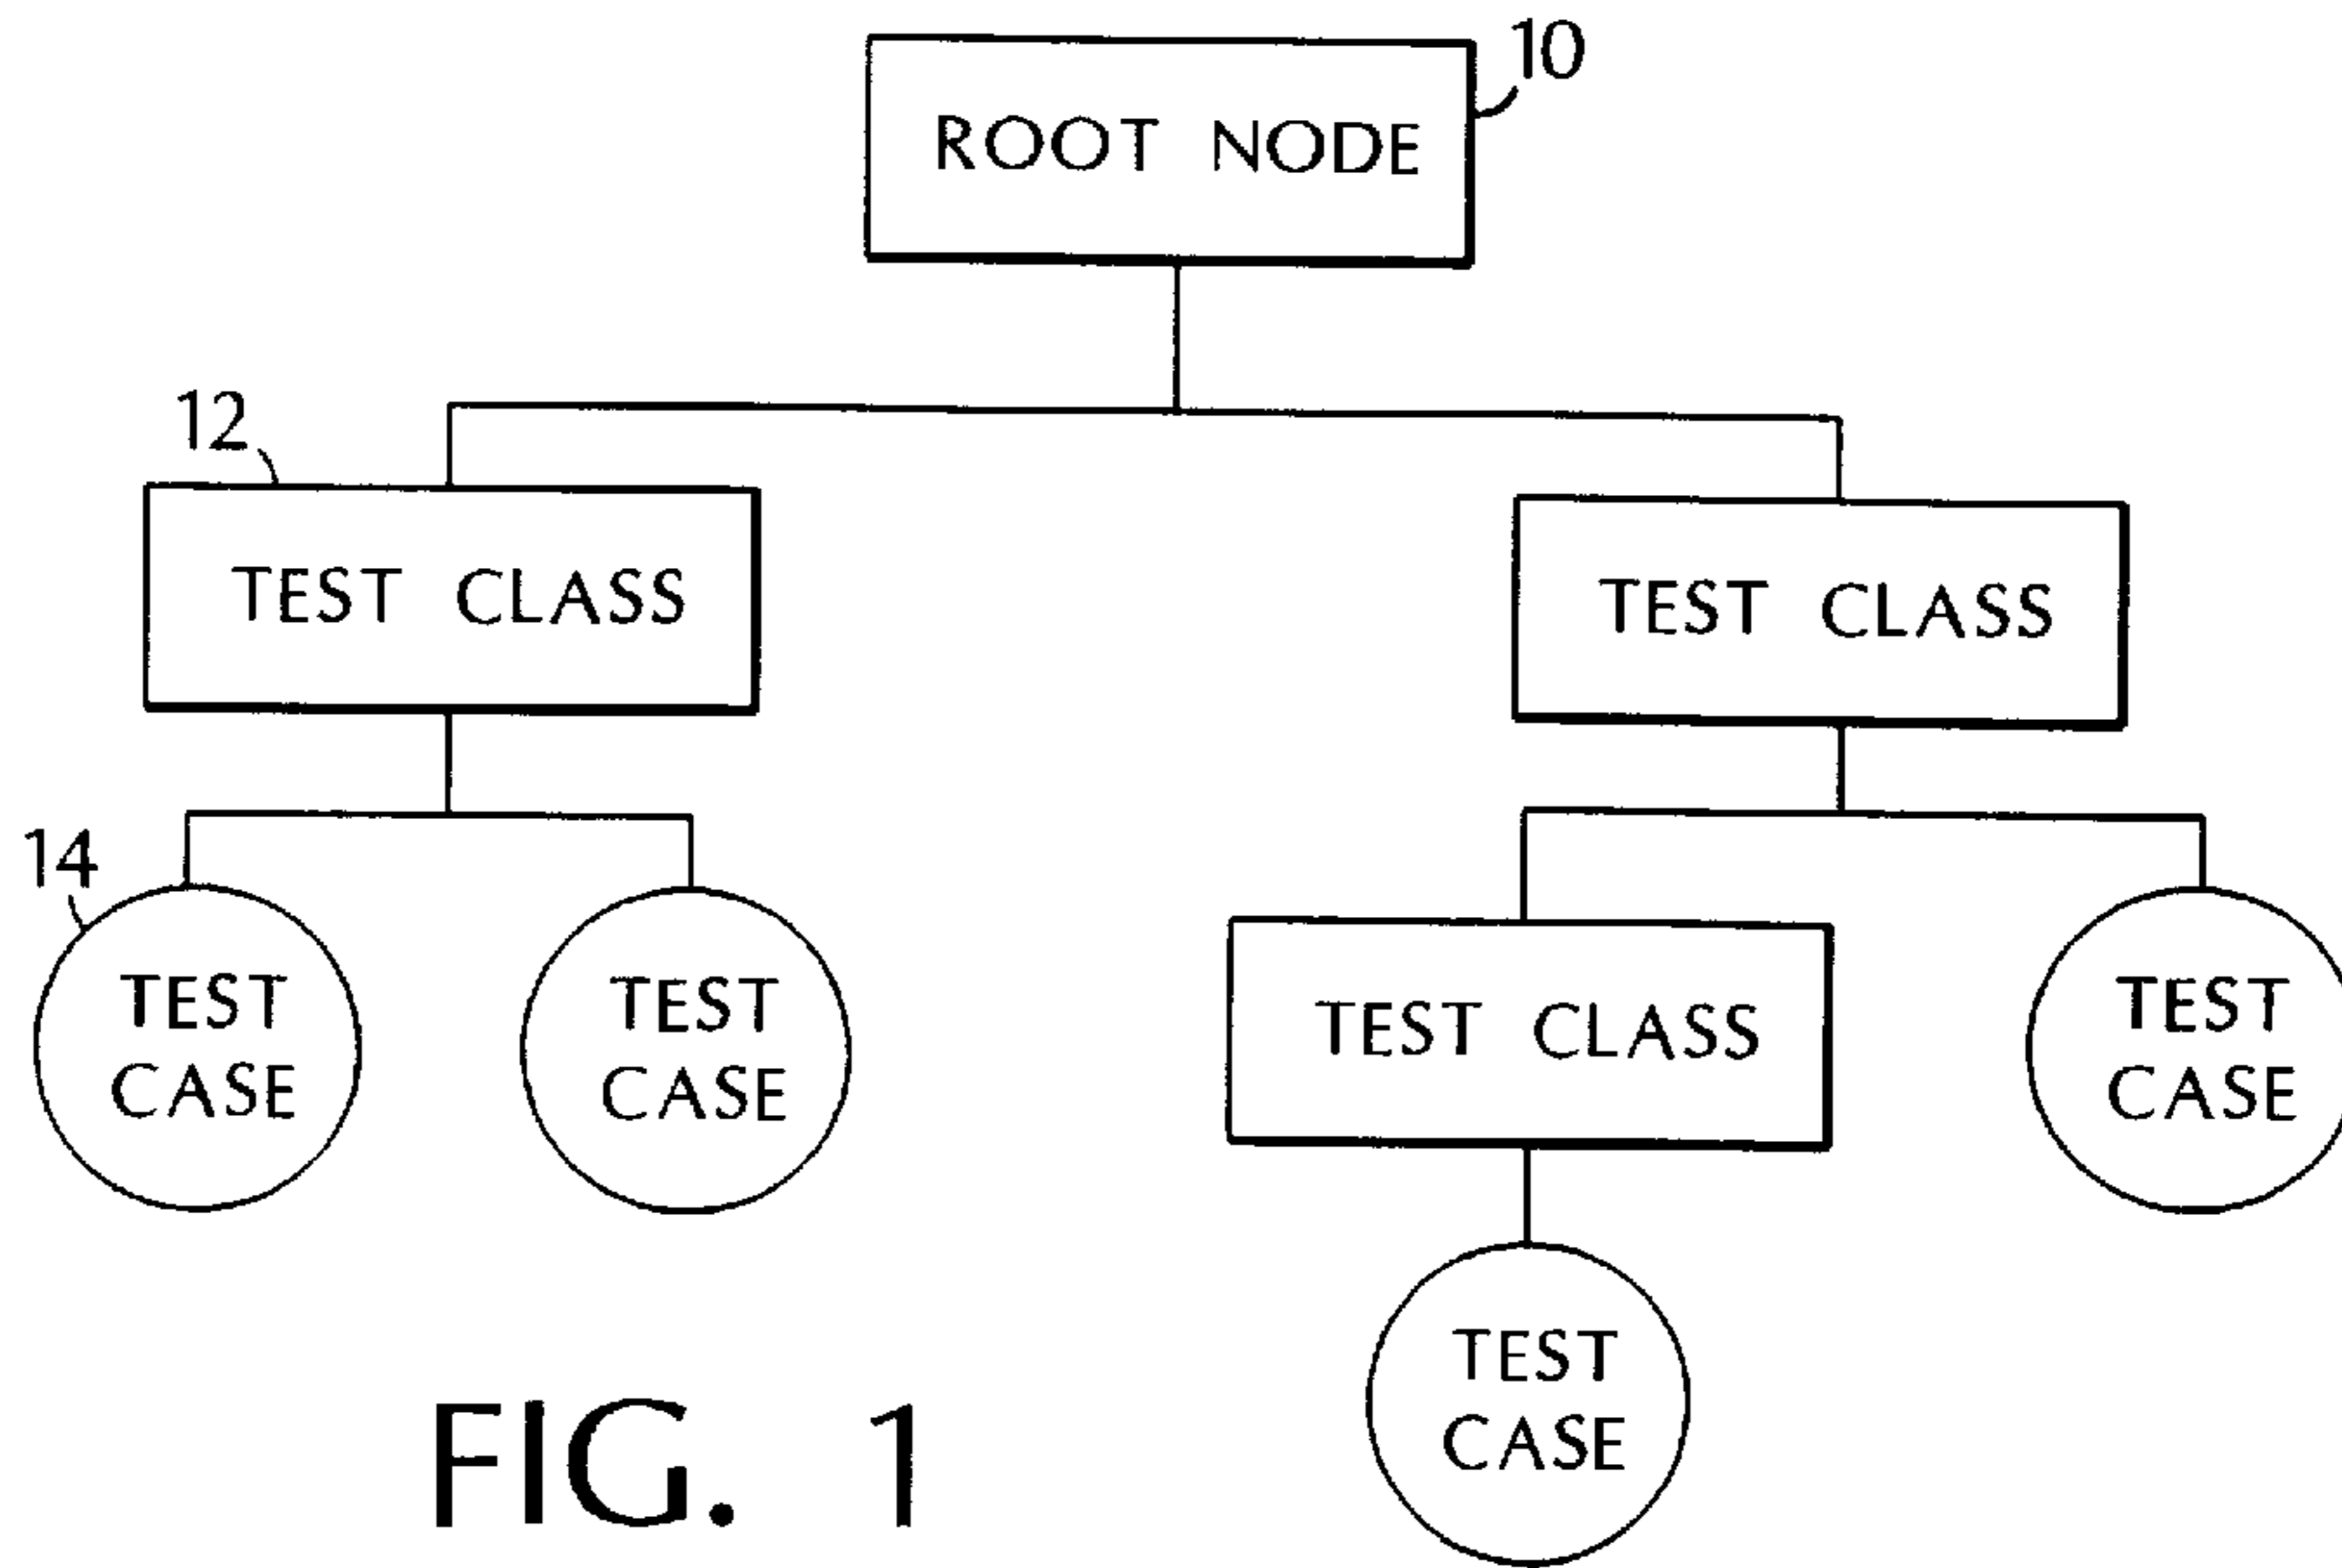 10
ROOT NODE
12
TEST CLASS
TEST CLASS
14
TEST
CASE
TEST
CASE
TEST CLASS
TEST
CASE
TEST
CASE
FIG. 1